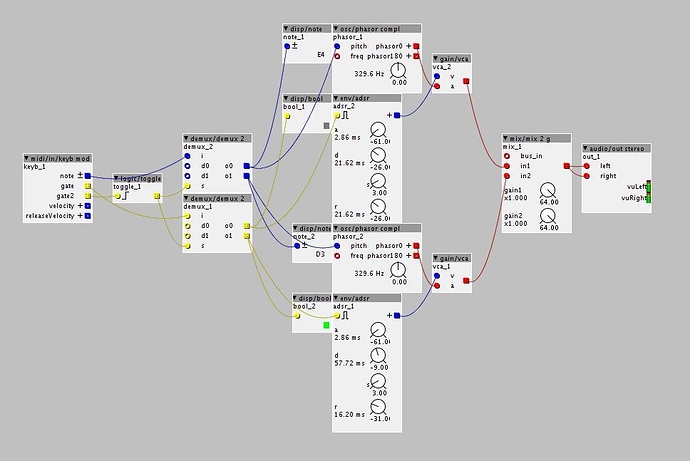 midi/in/keyb mod
keyb_1
note
gate
gate2
velocity
releaseVelocity
logic/toggle
toggle_1
demux/demux 2
demux_2
i
d0 o0
d1 o1
s
demux/demux 2
demux_1
i
d0 o0
d1 o1
s
disp/note
note_1
E4
disp/bool
bool_1
osc/phasor compl
phasor_1
pitch phasor0
freq phasor180
329.6 Hz
0.00
env/adsr
adsr_2
a
2.86 ms
-61.0
d
21.62 ms
-26.0
s
3.00
r
21.62 ms
-26.0
disp/note
note_2
D3
disp/bool
bool_2
osc/phasor compl
phasor_2
pitch phasor0
freq phasor180
329.6 Hz
0.00
env/adsr
adsr_1
a
2.86 ms
-61.0
d
57.72 ms
-9.00
s
3.00
r
16.20 ms
-31.0
gain/vca
vca_2
v
a
gain/vca
vca_1
v
a
mix/mix 2 g
mix_1
bus_in
in1
in2
gain1
x1.000
64.00
gain2
x1.000
64.00
audio/out stereo
out_1
left
right
vuLeft
vuRight